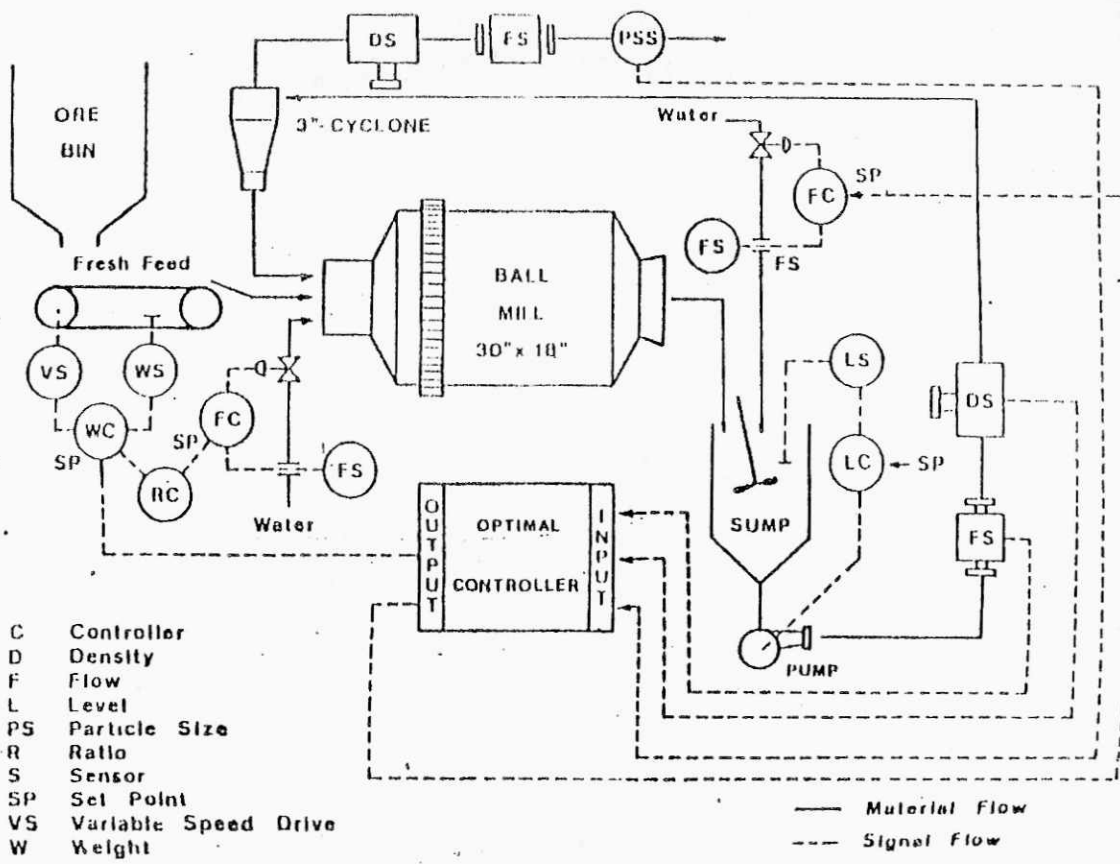 DS
FS
PSS
ORE
BIN
3"-CYCLONE
Water
SP
FC
FS
FS
Fresh Feed
BALL
MILL
30" x 18"
VS
WS
LS
DS
WC
FC
SP
SP
RC
FS
LC
SP
Water
OUTPUT
OPTIMAL
CONTROLLER
INPUT
SUMP
FS
PUMP
C Controller
D Density
F Flow
L Level
PS Particle Size
R Ratio
S Sensor
SP Set Point
VS Variable Speed Drive
W Weight
Material Flow
Signal Flow